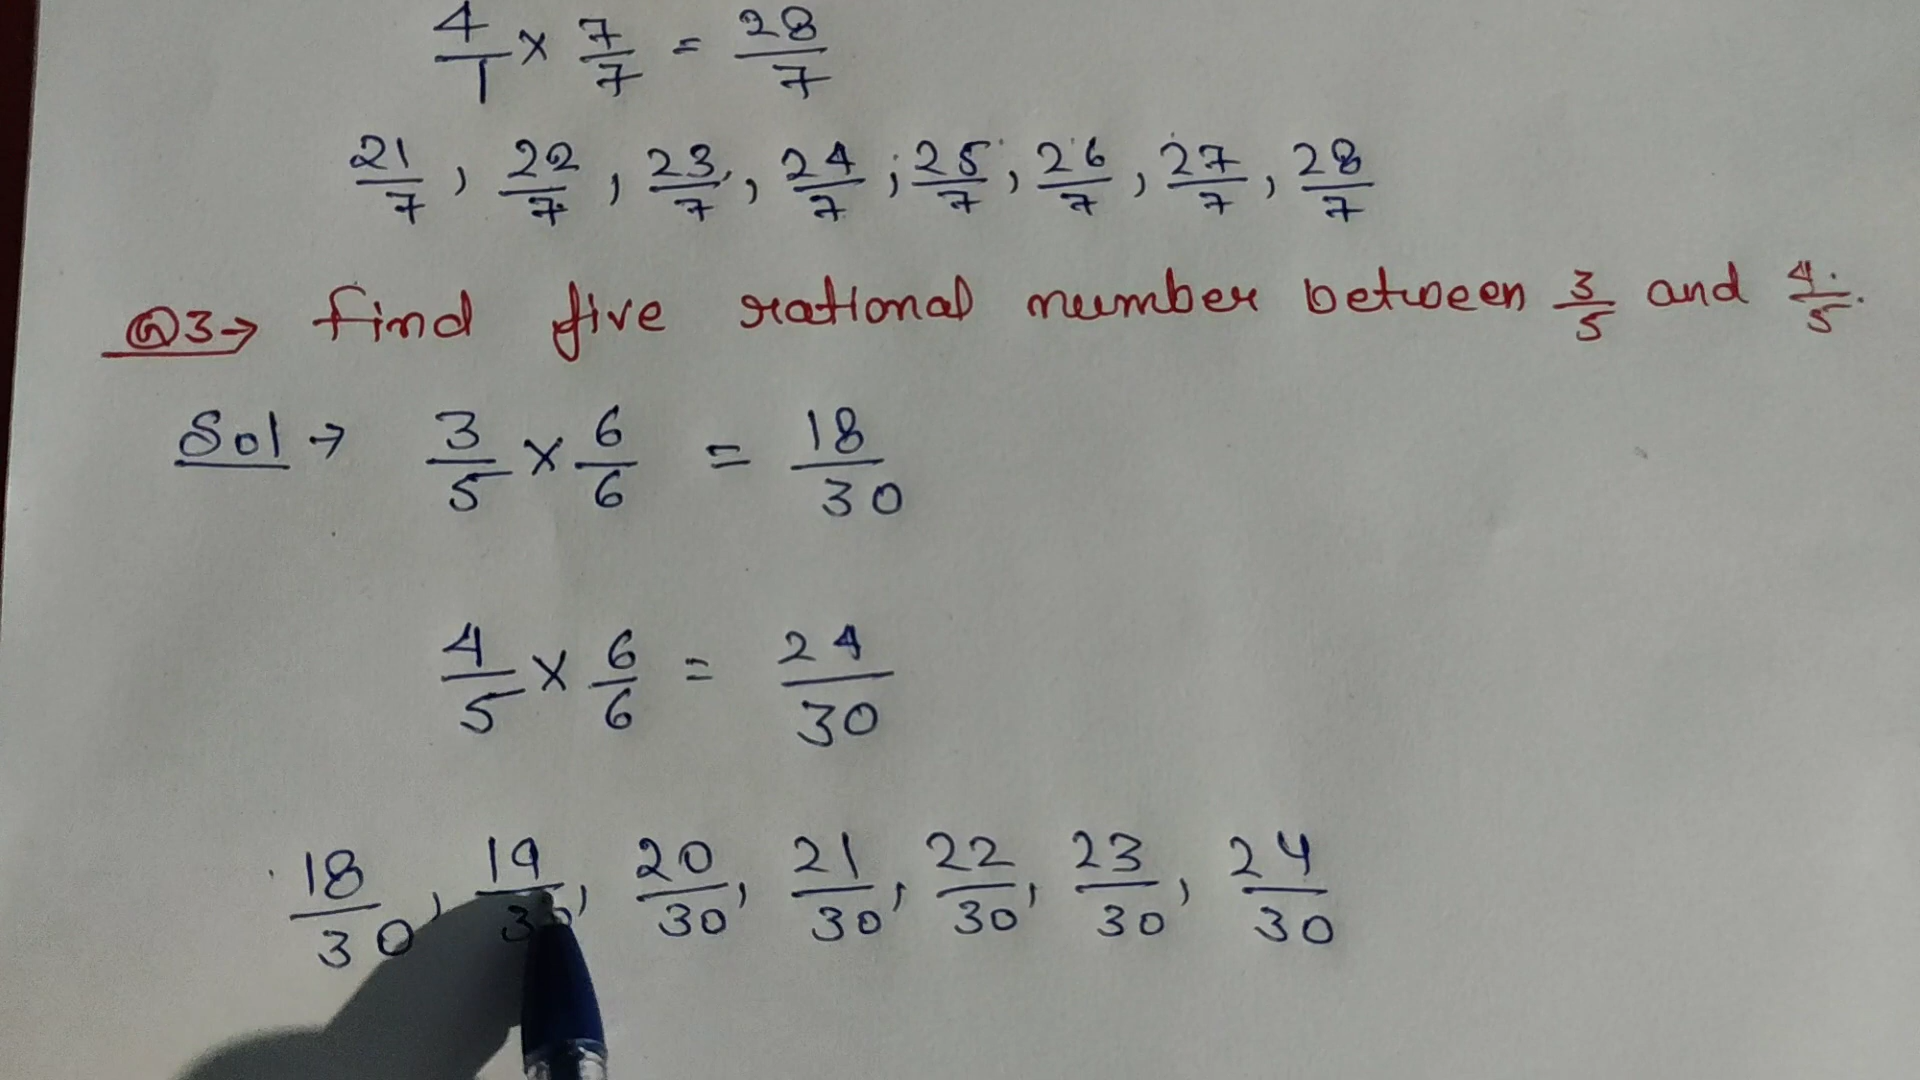 4/1 × 7/7 = 28/7
21/7, 22/7, 23/7, 24/7, 25/7, 26/7, 27/7, 28/7
Q3→ find five rational number between 3/5 and 4/5.
Sol → 3/5 × 6/6 = 18/30
4/5 × 6/6 = 24/30
18/30, 19/30, 20/30, 21/30, 22/30, 23/30, 24/30